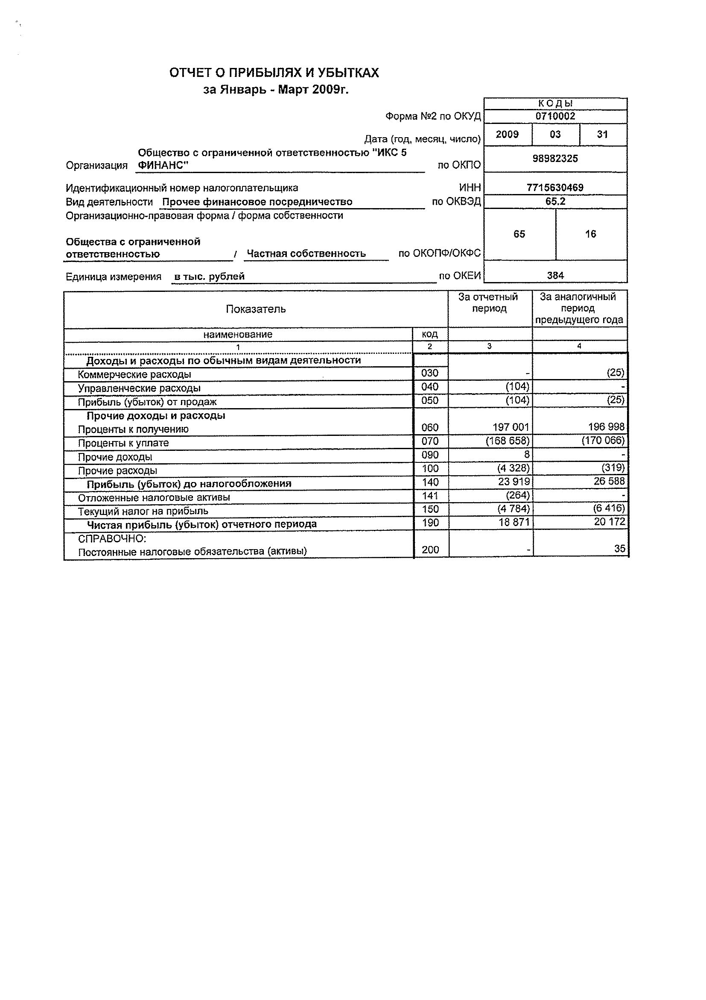 ОТЧЕТ О ПРИБЫЛЯХ И УБЫТКАХ
за Январь - Март 2009г.
КОДЫ
Форма №2 по ОКУД 0710002
Дата (год, месяц, число) 2009 03 31
Общество с ограниченной ответственностью "ИКС 5
Организация ФИНАНС" по ОКПО 98982325
Идентификационный номер налогоплательщика ИНН 7715630469
Вид деятельности Прочее финансовое посредничество по ОКВЭД 65.2
Организационно-правовая форма / форма собственности
65 16
Общества с ограниченной
ответственностью / Частная собственность по ОКОПФ/ОКФС
Единица измерения в тыс. рублей по ОКЕИ 384
Показатель За отчетный период За аналогичный период предыдущего года
наименование код
1 2 3 4
Доходы и расходы по обычным видам деятельности
Коммерческие расходы 030 - (25)
Управленческие расходы 040 (104) -
Прибыль (убыток) от продаж 050 (104) (25)
Прочие доходы и расходы
Проценты к получению 060 197 001 196 998
Проценты к уплате 070 (168 658) (170 066)
Прочие доходы 090 8 -
Прочие расходы 100 (4 328) (319)
Прибыль (убыток) до налогообложения 140 23 919 26 588
Отложенные налоговые активы 141 (264) -
Текущий налог на прибыль 150 (4 784) (6 416)
Чистая прибыль (убыток) отчетного периода 190 18 871 20 172
СПРАВОЧНО:
Постоянные налоговые обязательства (активы) 200 - 35